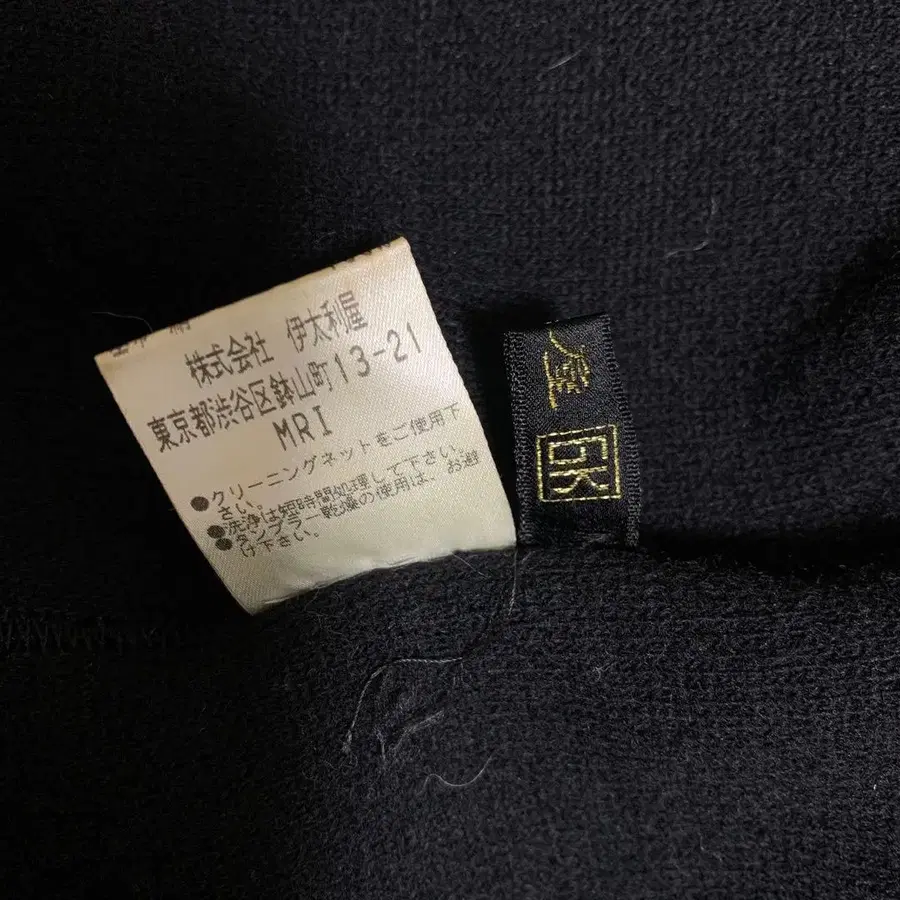 株式会社 伊太利屋
東京都渋谷区鉢山町13-21
MRI
●クリーニングネットをご使用下
さい。
●洗浄は短時間処理して下さい。
●タンブラー乾燥の使用は、お避
け下さい。
屋
GK